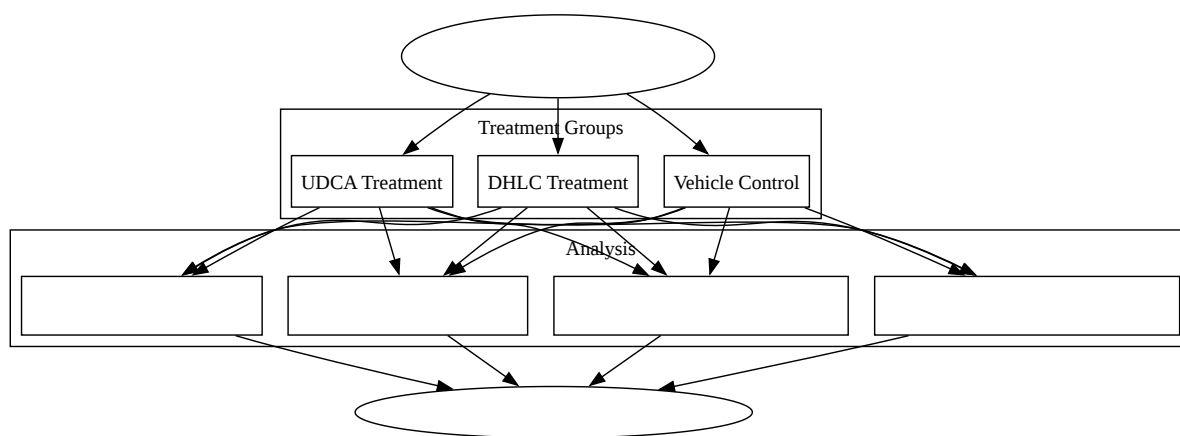 Treatment Groups
UDCA Treatment
DHLC Treatment
Vehicle Control
Analysis